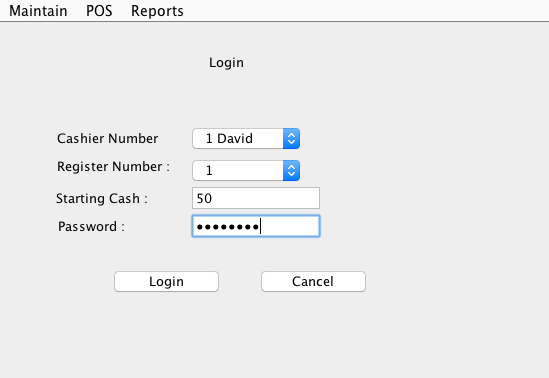 Maintain POS Reports
Login
Cashier Number 1 David
Register Number : 1
Starting Cash : 50
Password : ••••••••
Login Cancel